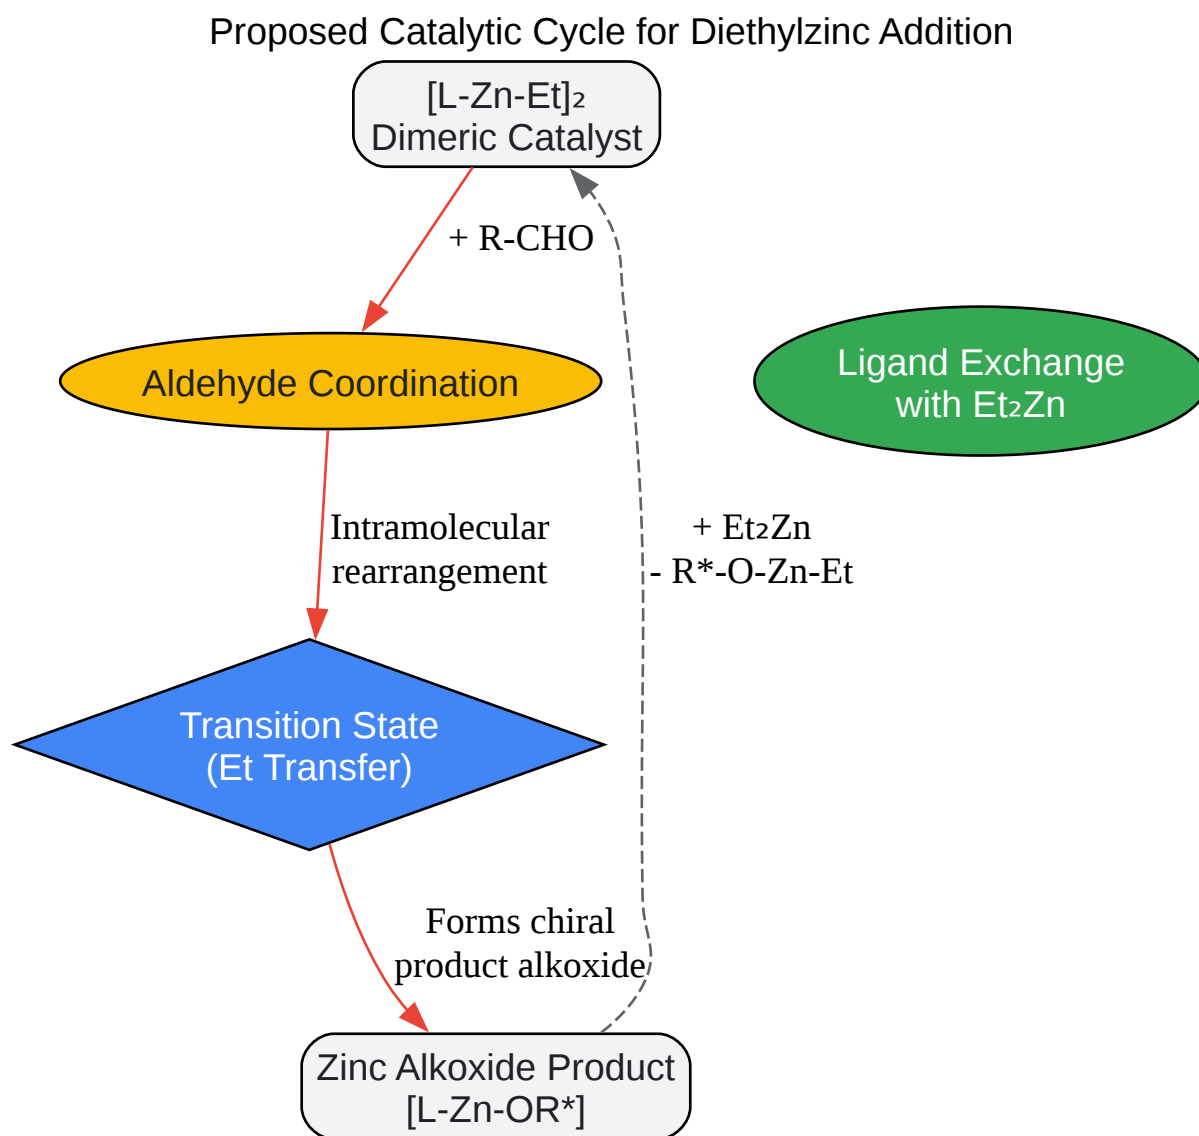 Proposed Catalytic Cycle for Diethylzinc Addition
[L-Zn-Et]₂
Dimeric Catalyst
+ R-CHO
Aldehyde Coordination
Ligand Exchange
with Et₂Zn
Intramolecular
rearrangement
+ Et₂Zn
- R*-O-Zn-Et
Transition State
(Et Transfer)
Forms chiral
product alkoxide
Zinc Alkoxide Product
[L-Zn-OR*]